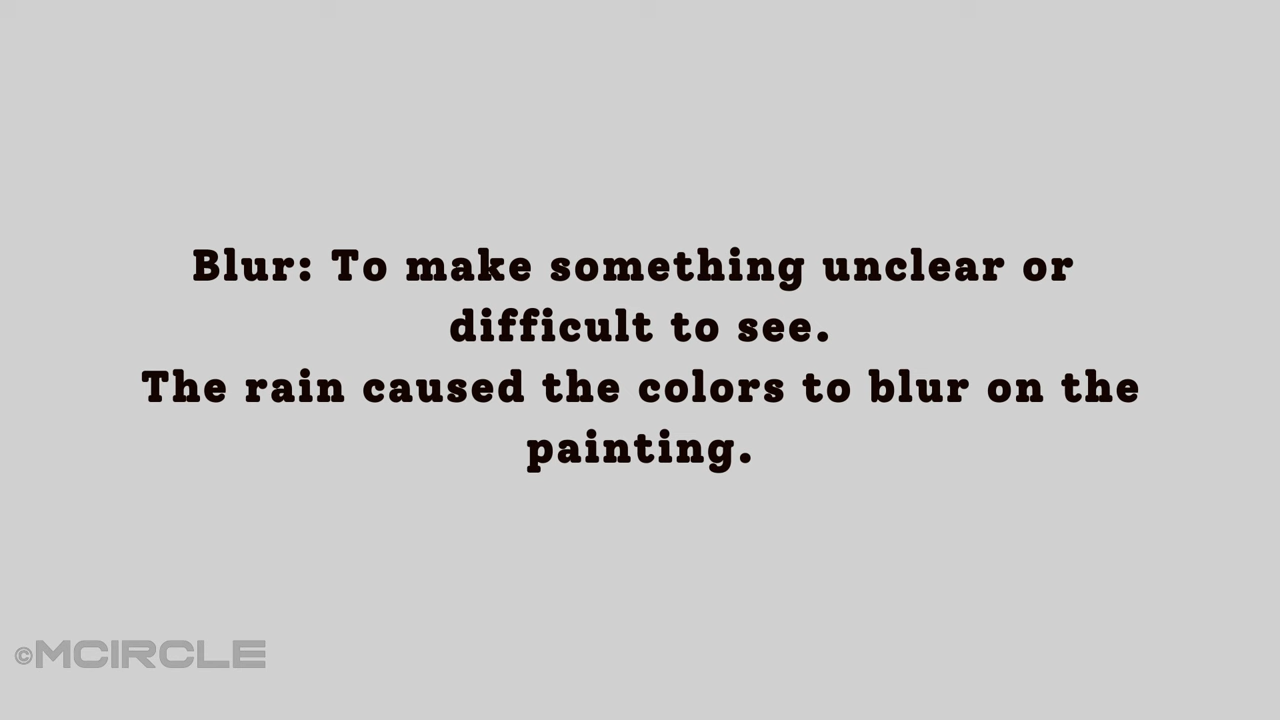 Blur: To make something unclear or
difficult to see.
The rain caused the colors to blur on the
painting.
©MCIRCLE